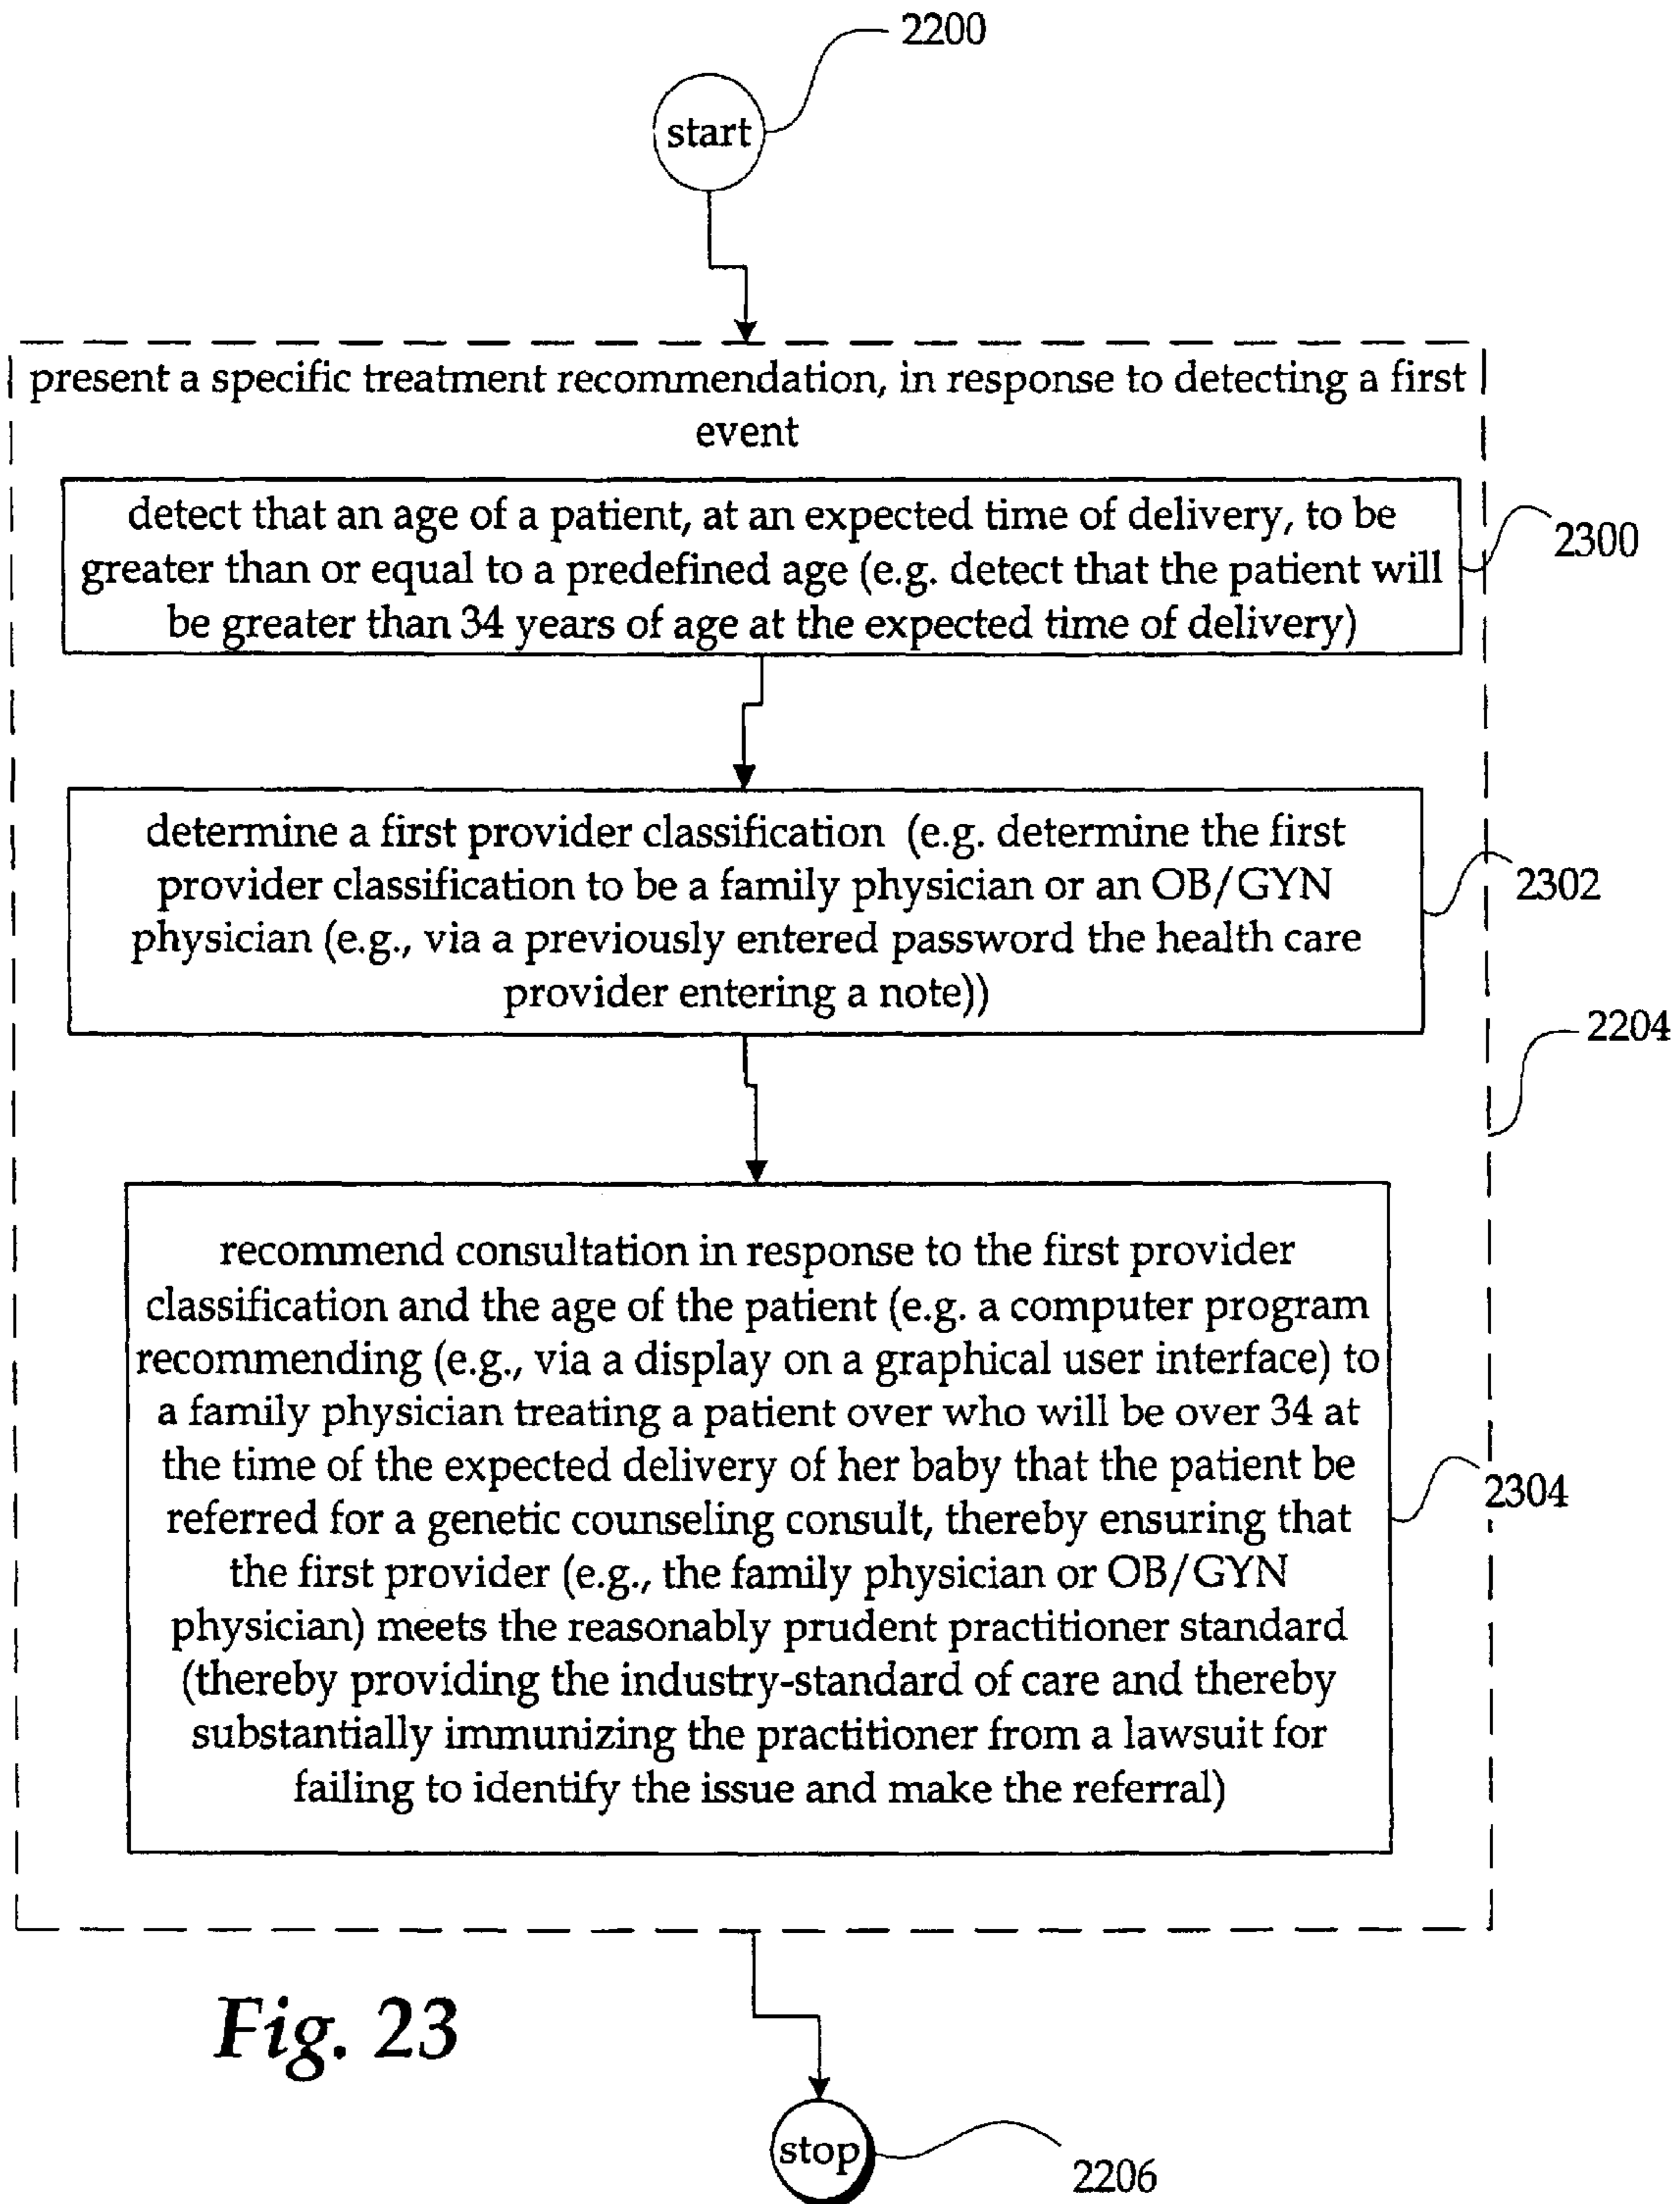 2200
start
present a specific treatment recommendation, in response to detecting a first
event
detect that an age of a patient, at an expected time of delivery, to be
greater than or equal to a predefined age (e.g. detect that the patient will
be greater than 34 years of age at the expected time of delivery)
2300
determine a first provider classification (e.g. determine the first
provider classification to be a family physician or an OB/GYN
physician (e.g., via a previously entered password the health care
provider entering a note))
2302
2204
recommend consultation in response to the first provider
classification and the age of the patient (e.g. a computer program
recommending (e.g., via a display on a graphical user interface) to
a family physician treating a patient over who will be over 34 at
the time of the expected delivery of her baby that the patient be
referred for a genetic counseling consult, thereby ensuring that
the first provider (e.g., the family physician or OB/GYN
physician) meets the reasonably prudent practitioner standard
(thereby providing the industry-standard of care and thereby
substantially immunizing the practitioner from a lawsuit for
failing to identify the issue and make the referral)
2304
Fig. 23
stop
2206